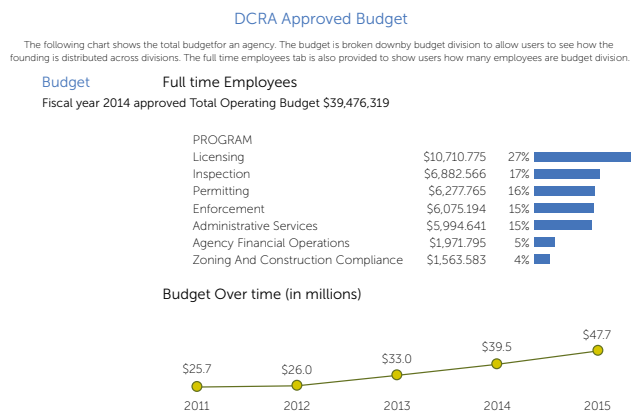 DCRA Approved Budget
The following chart shows the total budgetfor an agency. The budget is broken downby budget division to allow users to see how the
founding is distributed across divisions. The full time employees tab is also provided to show users how many employees are budget division.
Budget Full time Employees
Fiscal year 2014 approved Total Operating Budget $39,476,319
PROGRAM
Licensing $10,710.775 27%
Inspection $6,882.566 17%
Permitting $6,277.765 16%
Enforcement $6,075.194 15%
Administrative Services $5,994.641 15%
Agency Financial Operations $1,971.795 5%
Zoning And Construction Compliance $1,563.583 4%
Budget Over time (in millions)
$25.7 $26.0 $33.0 $39.5 $47.7
2011 2012 2013 2014 2015